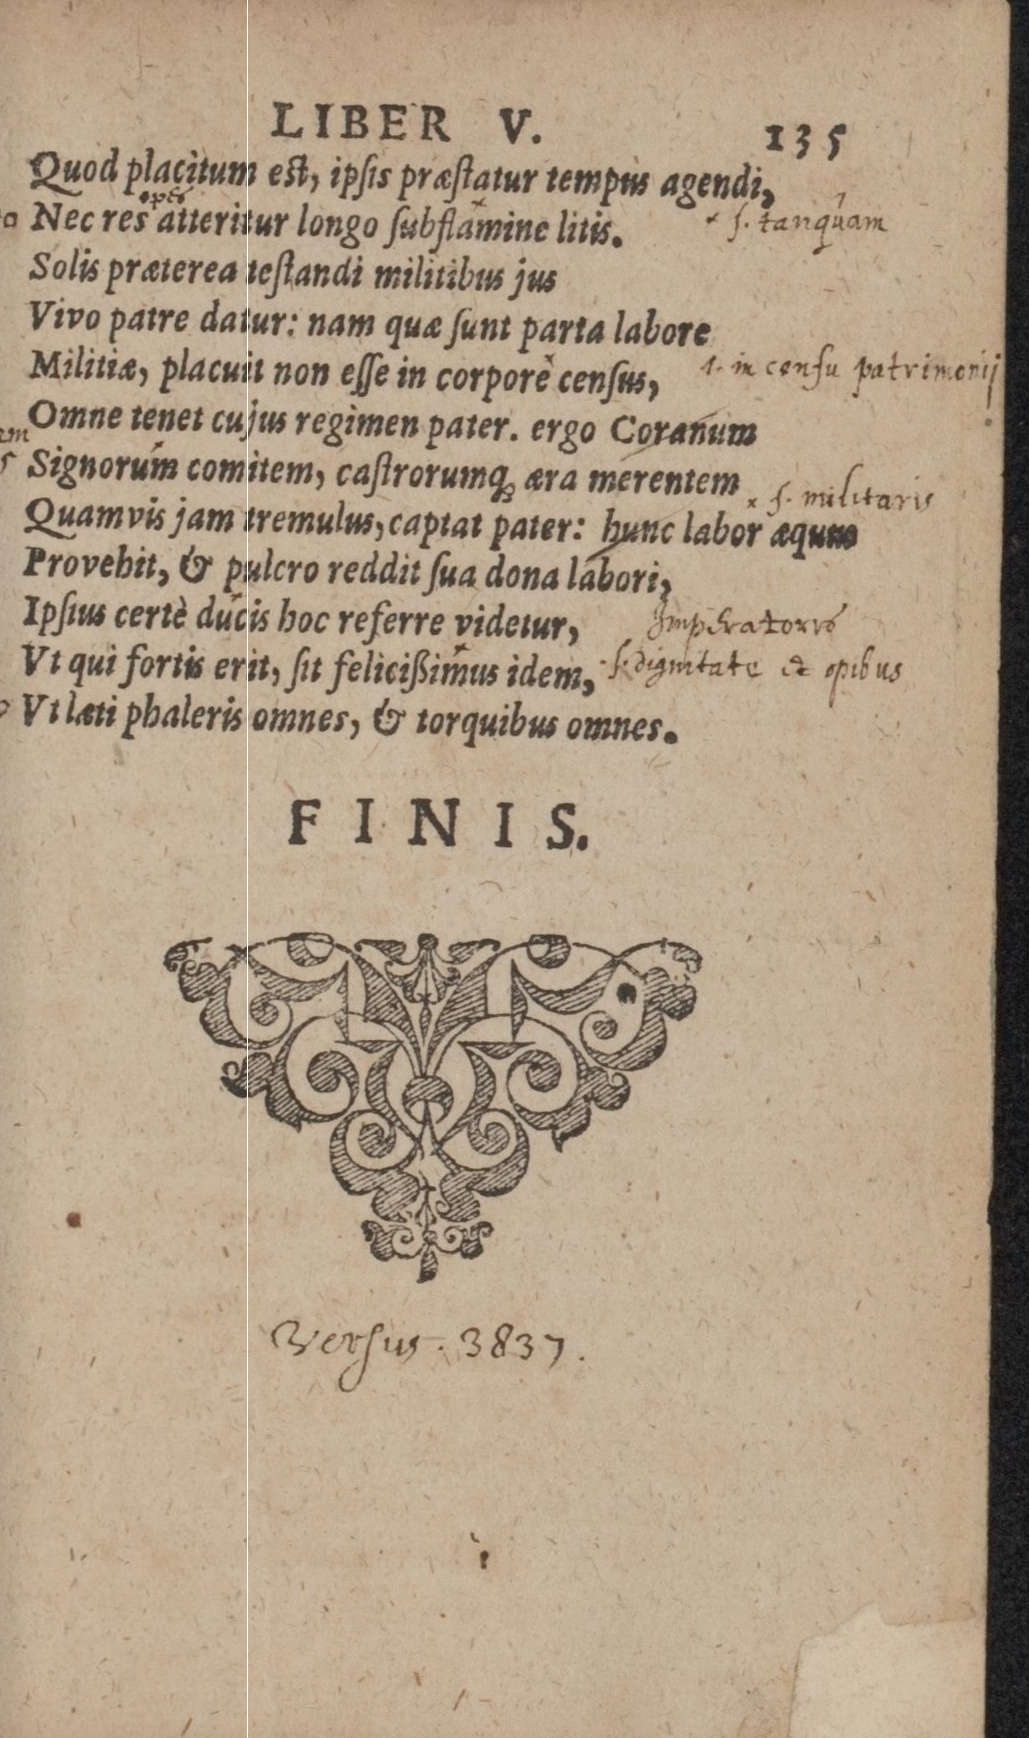 LIBER V. 135
Quod placitum est, ipsis præſtatur tempus agendi,
opes
Nec res atteritur longo ſubflamine litis. ſ. tanquam
Solis præterea teſtandi militibus jus
Vivo patre datur: nam quæ ſunt parta labore
Militiæ, placuit non eſſe in corpore cenſus, 1. in censu patrimonij
Omne tenet cujus regimen pater. ergo Coranum
Signorum comitem, caſtrorumq; æra merentem
Quamvis jam tremulus, captat pater: hunc labor æquus ſ. militaris
Provehit, & pulcro reddit ſua dona labori,
Ipſius certè ducis hoc referre videtur, Imperatoris
Vt qui fortis erit, ſit felicißimus idem, ſ. dignitate et opibus
Vt læti phaleris omnes, & torquibus omnes.
FINIS.
Versus. 3837.